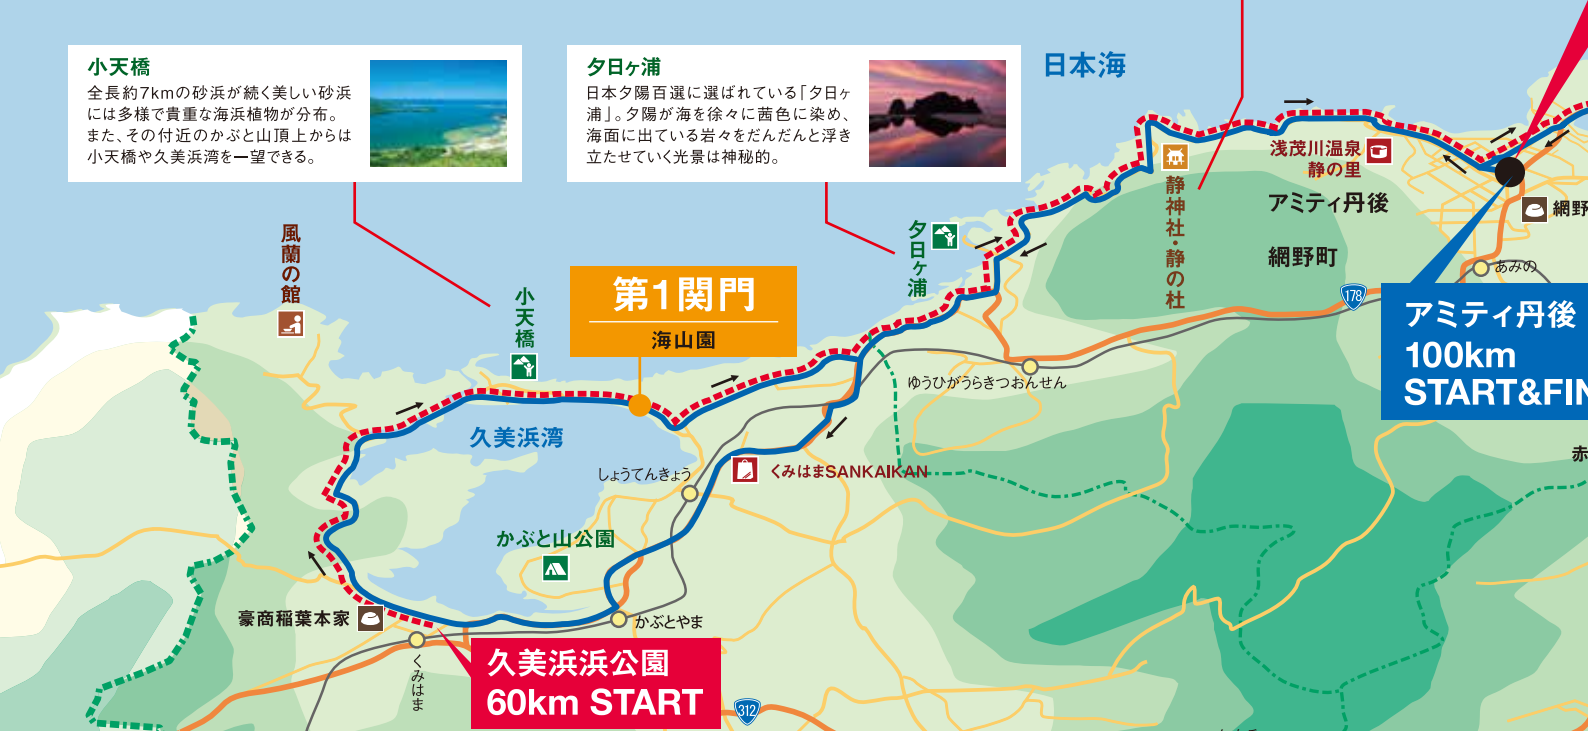 小天橋
全長約7kmの砂浜が続く美しい砂浜
には多様で貴重な海浜植物が分布。
また、その付近のかぶと山頂上からは
小天橋や久美浜湾を一望できる。
夕日ヶ浦
日本夕陽百選に選ばれている「夕日ヶ
浦」。夕陽が海を徐々に茜色に染め、
海面に出ている岩々をだんだんと浮き
立たせていく光景は神秘的。
日本海
浅茂川温泉
静の里
静神社・静の杜
アミティ丹後
網野町
網野
あみの
178
風蘭の館
小天橋
夕日ヶ浦
第1関門
海山園
ゆうひがうらきつおんせん
アミティ丹後
100km
START&FIN
久美浜湾
しょうてんきょう
くみはまSANKAIKAN
赤
かぶと山公園
豪商稲葉本家
かぶとやま
くみはま
久美浜浜公園
60km START
312